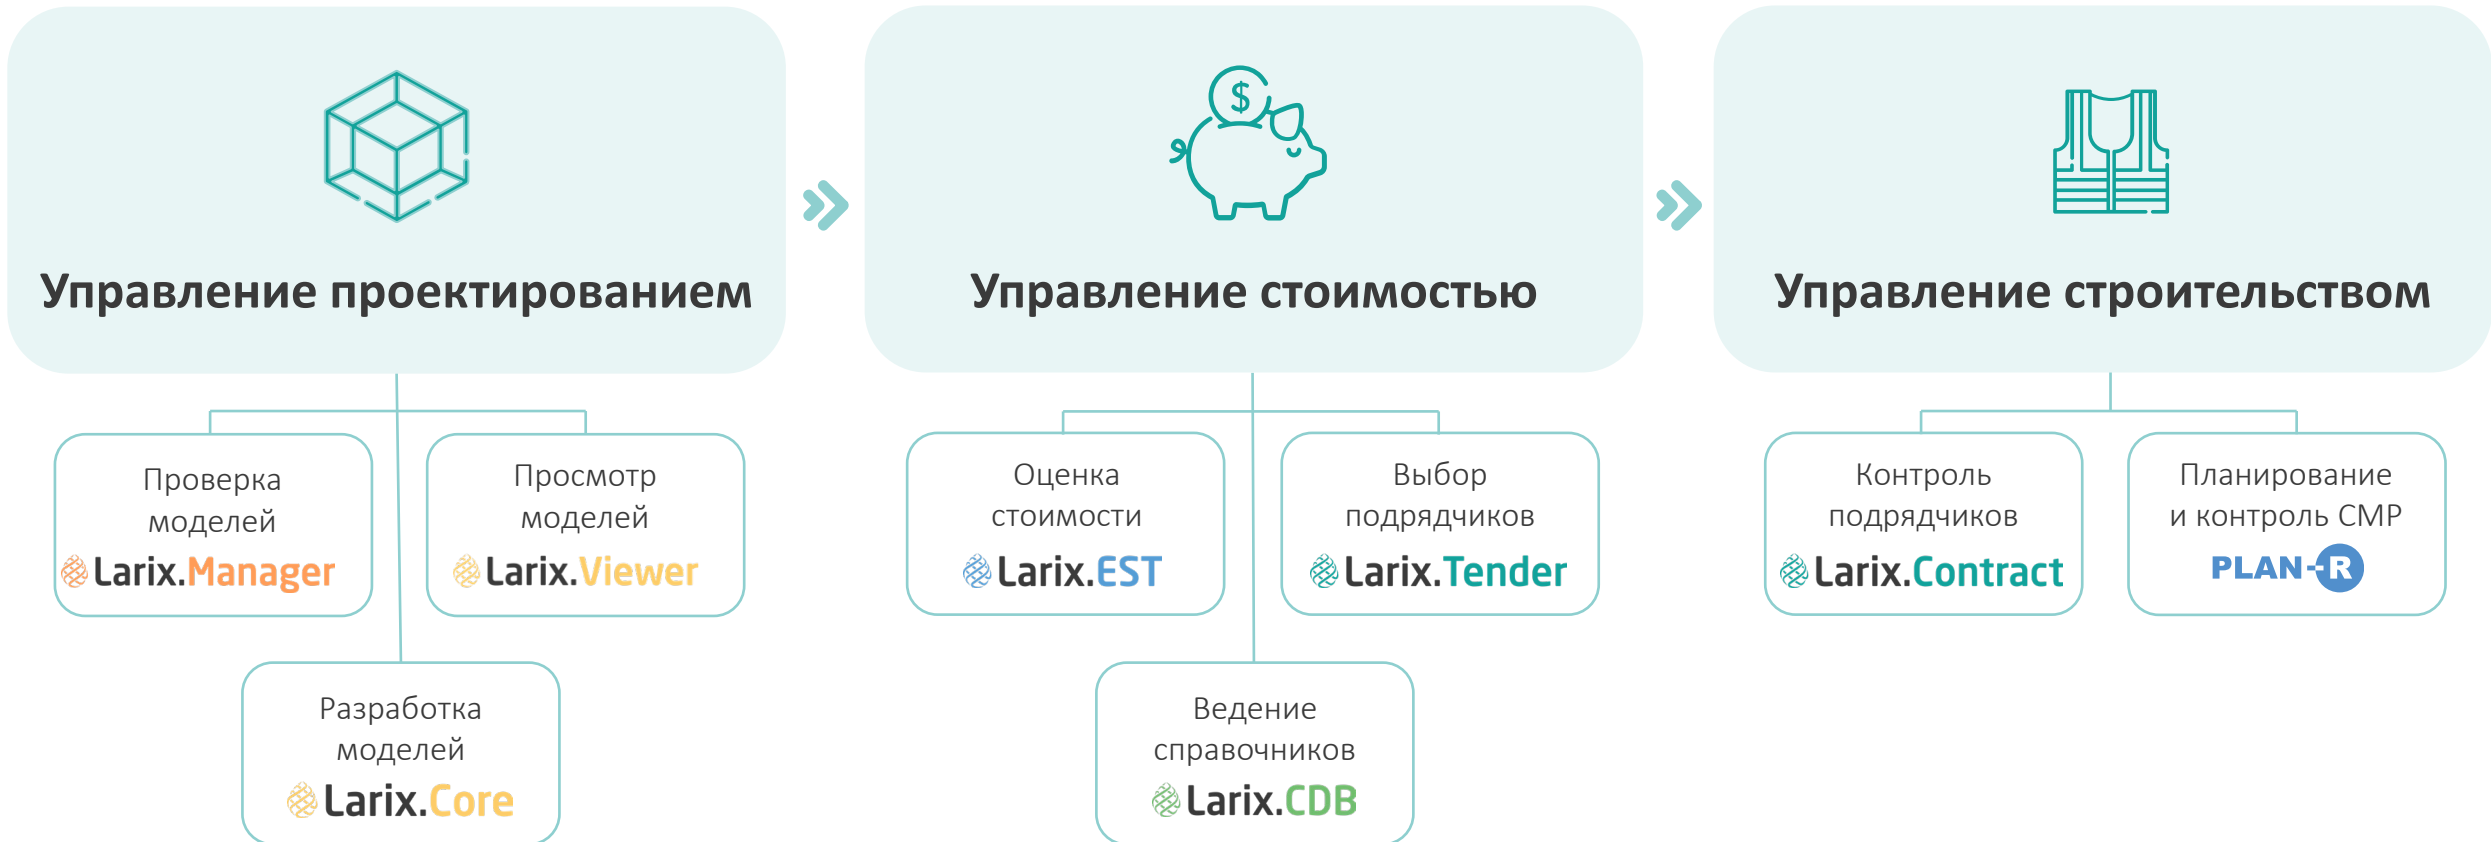 $
Управление проектированием
Управление стоимостью
Управление строительством
Проверка
моделей
Larix.Manager
Просмотр
моделей
Larix.Viewer
Разработка
моделей
Larix.Core
Оценка
стоимости
Larix.EST
Выбор
подрядчиков
Larix.Tender
Ведение
справочников
Larix.CDB
Контроль
подрядчиков
Larix.Contract
Планирование
и контроль СМР
PLAN-R